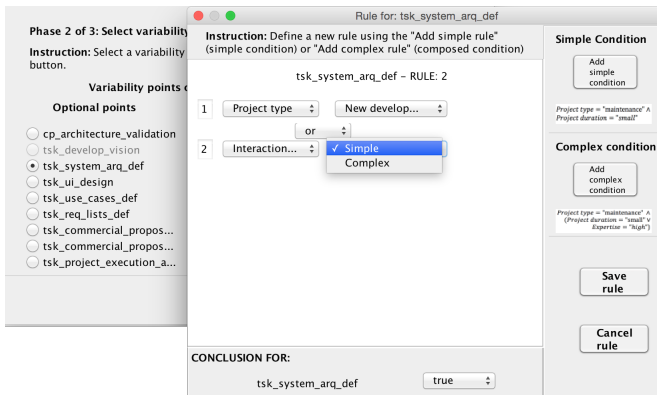 Phase 2 of 3: Select variability
Instruction: Select a variability
button.
Variability points o
Optional points
cp_architecture_validation
tsk_develop_vision
tsk_system_arq_def
tsk_ui_design
tsk_use_cases_def
tsk_req_lists_def
tsk_commercial_propos...
tsk_commercial_propos...
tsk_project_execution_a...
Rule for: tsk_system_arq_def
Instruction: Define a new rule using the "Add simple rule"
(simple condition) or "Add complex rule" (composed condition)
tsk_system_arq_def – RULE: 2
1 Project type New develop...
or
2 Interaction... ✓ Simple
Complex
CONCLUSION FOR:
tsk_system_arq_def true
Simple Condition
Add
simple
condition
Project type = "maintenance" ∧
Project duration = "small"
Complex condition
Add
complex
condition
Project type = "maintenance" ∧
(Project duration = "small" ∨
Expertise = "high")
Save
rule
Cancel
rule